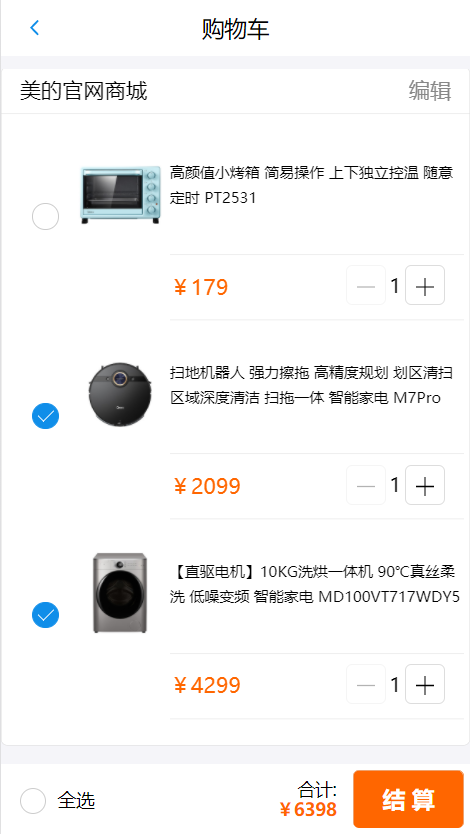 购物车
美的官网商城 编辑
高颜值小烤箱 简易操作 上下独立控温 随意
定时 PT2531
￥179 1
扫地机器人 强力擦拖 高精度规划 划区清扫
区域深度清洁 扫拖一体 智能家电 M7Pro
￥2099 1
【直驱电机】10KG洗烘一体机 90℃真丝柔
洗 低噪变频 智能家电 MD100VT717WDY5
￥4299 1
全选 合计: 结算
￥6398